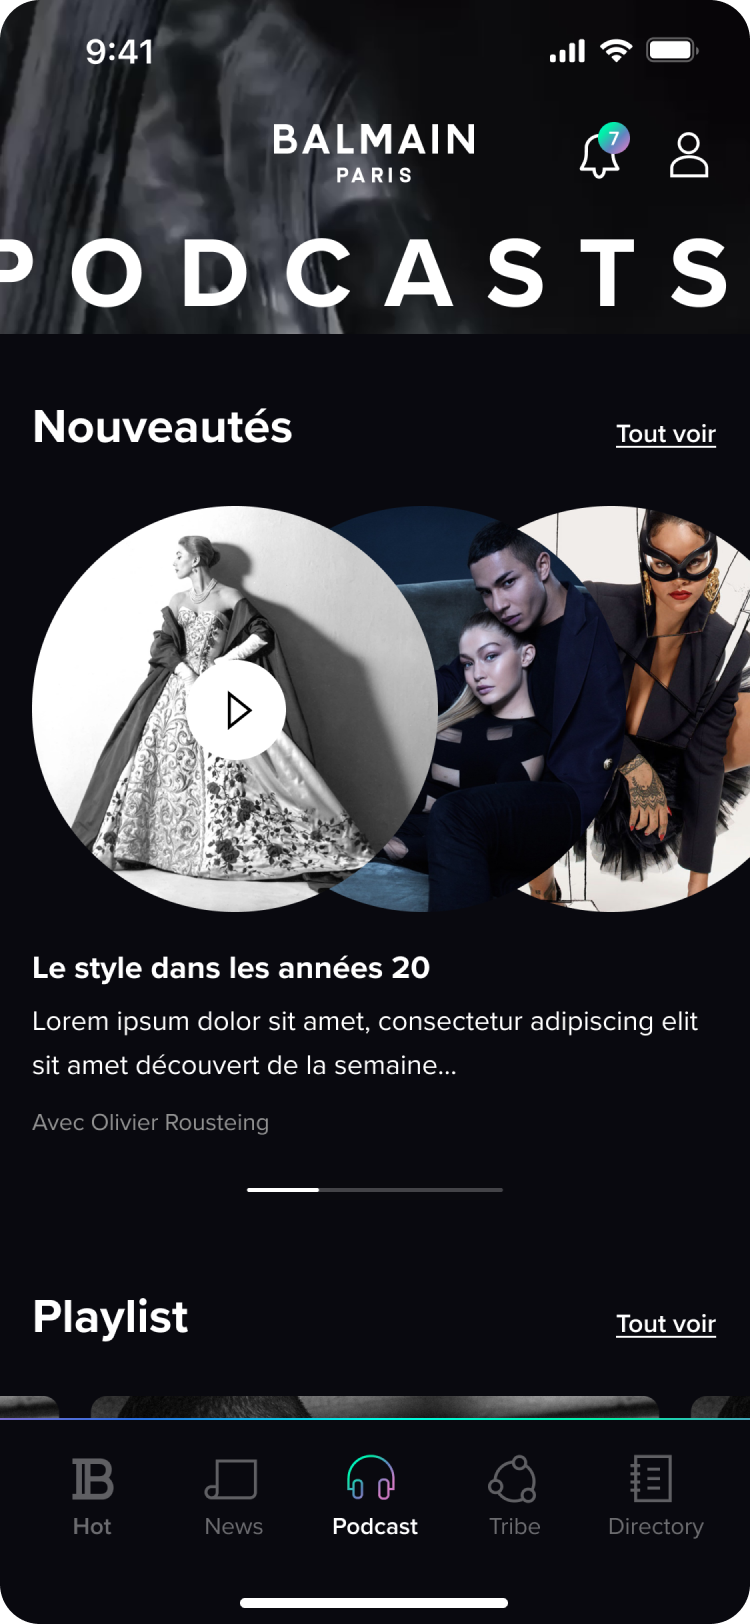 9:41
BALMAIN
PARIS
7
PODCASTS
Nouveautés
Tout voir
Le style dans les années 20
Lorem ipsum dolor sit amet, consectetur adipiscing elit
sit amet découvert de la semaine...
Avec Olivier Rousteing
Playlist
Tout voir
Hot
News
Podcast
Tribe
Directory